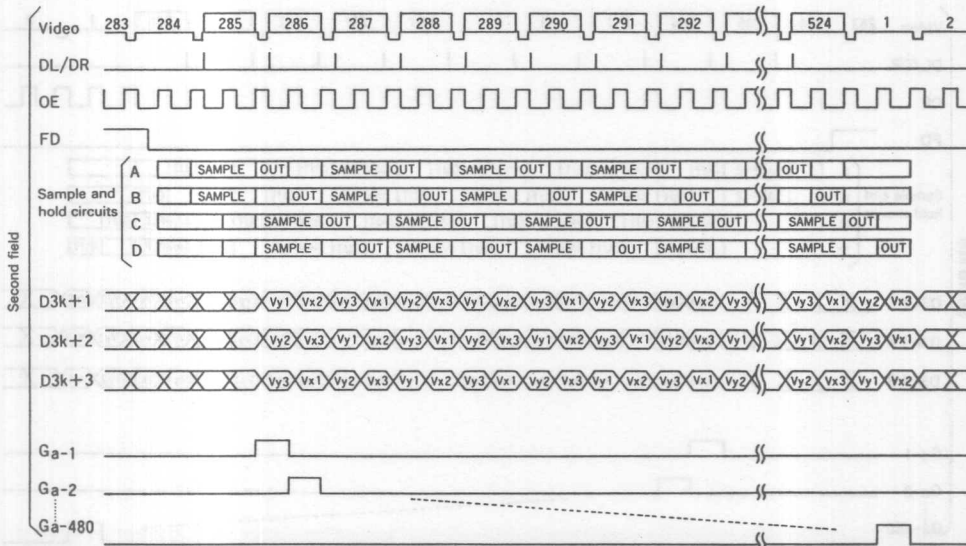 Second field
Video 283 284 285 286 287 288 289 290 291 292 524 1 2
DL/DR
OE
FD
Sample and hold circuits
A SAMPLE OUT SAMPLE OUT SAMPLE OUT SAMPLE OUT OUT
B SAMPLE OUT SAMPLE OUT SAMPLE OUT SAMPLE OUT OUT
C SAMPLE OUT SAMPLE OUT SAMPLE OUT SAMPLE OUT SAMPLE OUT
D SAMPLE OUT SAMPLE OUT SAMPLE OUT SAMPLE SAMPLE OUT
D3k+1 Vy1 Vx2 Vy3 Vx1 Vy2 Vx3 Vy1 Vx2 Vy3 Vx1 Vy2 Vx3 Vy1 Vx2 Vy3 Vy3 Vx1 Vy2 Vx3
D3k+2 Vy2 Vx3 Vy1 Vx2 Vy3 Vx1 Vy2 Vx3 Vy1 Vx2 Vy3 Vx1 Vy2 Vx3 Vy1 Vy1 Vx2 Vy3 Vx1
D3k+3 Vy3 Vx1 Vy2 Vx3 Vy1 Vx2 Vy3 Vx1 Vy2 Vx3 Vy1 Vx2 Vy3 Vx1 Vy2 Vy2 Vx3 Vy1 Vx2
Ga-1
Ga-2
Ga-480